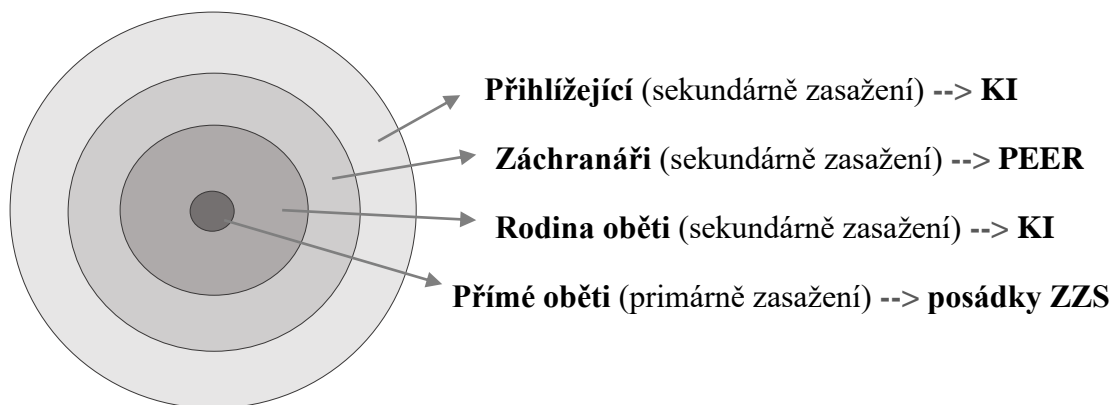 Přihlížející (sekundárně zasažení) --> KI
Záchranáři (sekundárně zasažení) --> PEER
Rodina oběti (sekundárně zasažení) --> KI
Přímé oběti (primárně zasažení) --> posádky ZZS